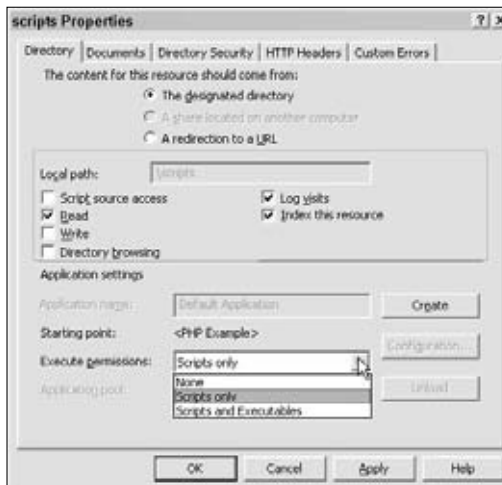 scripts Properties
Directory Documents Directory Security HTTP Headers Custom Errors
The content for this resource should come from:
The designated directory
A share located on another computer
A redirection to a URL
Local path: \scripts
Script source access Log visits
Read Index this resource
Write
Directory browsing
Application settings
Application name: Default Application Create
Starting point: <PHP Example>
Configuration...
Execute permissions: Scripts only
None
Application pool: Scripts only Unload
Scripts and Executables
OK Cancel Apply Help